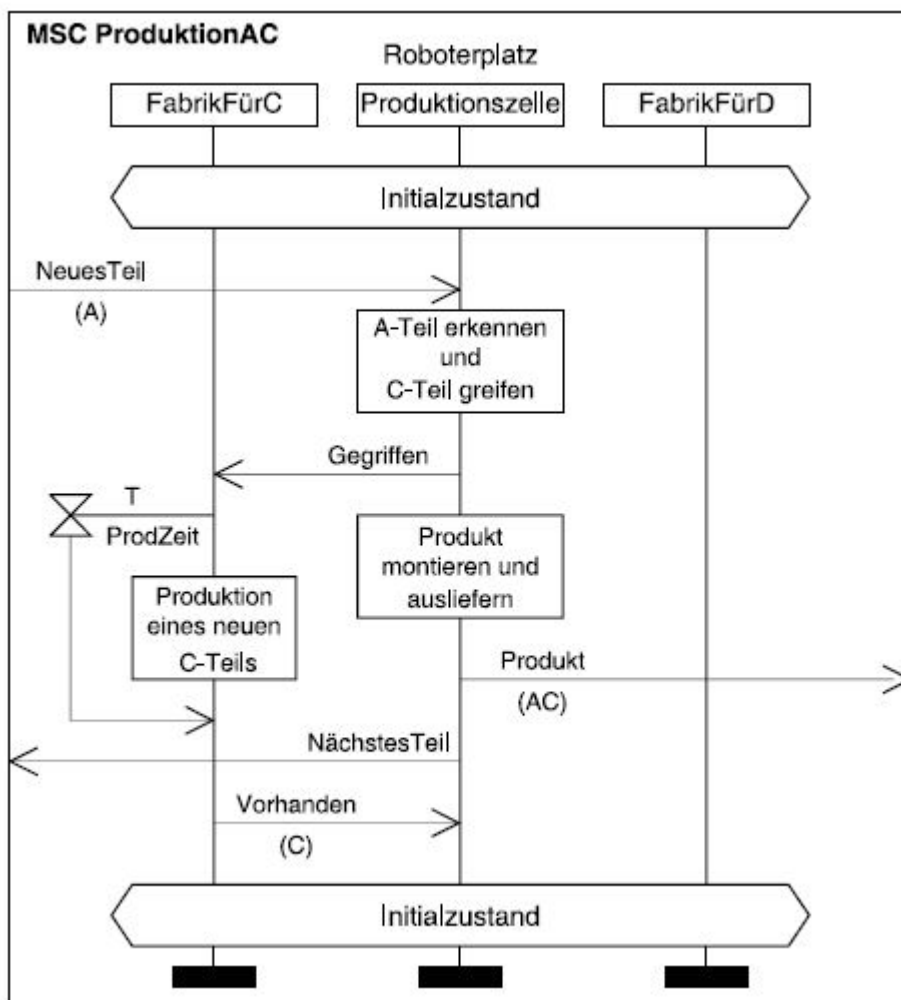 MSC ProduktionAC
Roboterplatz
FabrikFürC
Produktionszelle
FabrikFürD
Initialzustand
NeuesTeil
(A)
A-Teil erkennen
und
C-Teil greifen
Gegriffen
T
ProdZeit
Produkt
montieren und
ausliefern
Produktion
eines neuen
C-Teils
Produkt
(AC)
NächstesTeil
Vorhanden
(C)
Initialzustand